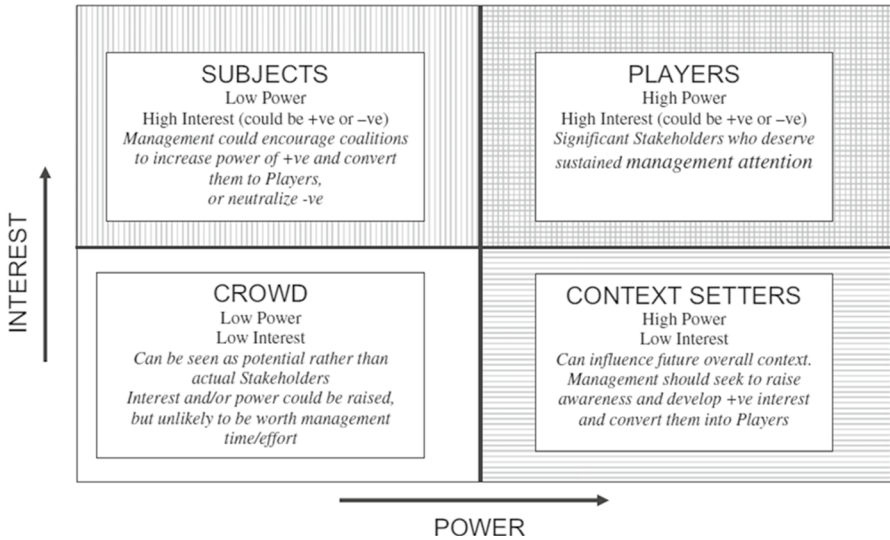 SUBJECTS
Low Power
High Interest (could be +ve or –ve)
Management could encourage coalitions
to increase power of +ve and convert
them to Players,
or neutralize -ve
PLAYERS
High Power
High Interest (could be +ve or –ve)
Significant Stakeholders who deserve
sustained management attention
INTEREST
CROWD
Low Power
Low Interest
Can be seen as potential rather than
actual Stakeholders
Interest and/or power could be raised,
but unlikely to be worth management
time/effort
CONTEXT SETTERS
High Power
Low Interest
Can influence future overall context.
Management should seek to raise
awareness and develop +ve interest
and convert them into Players
POWER